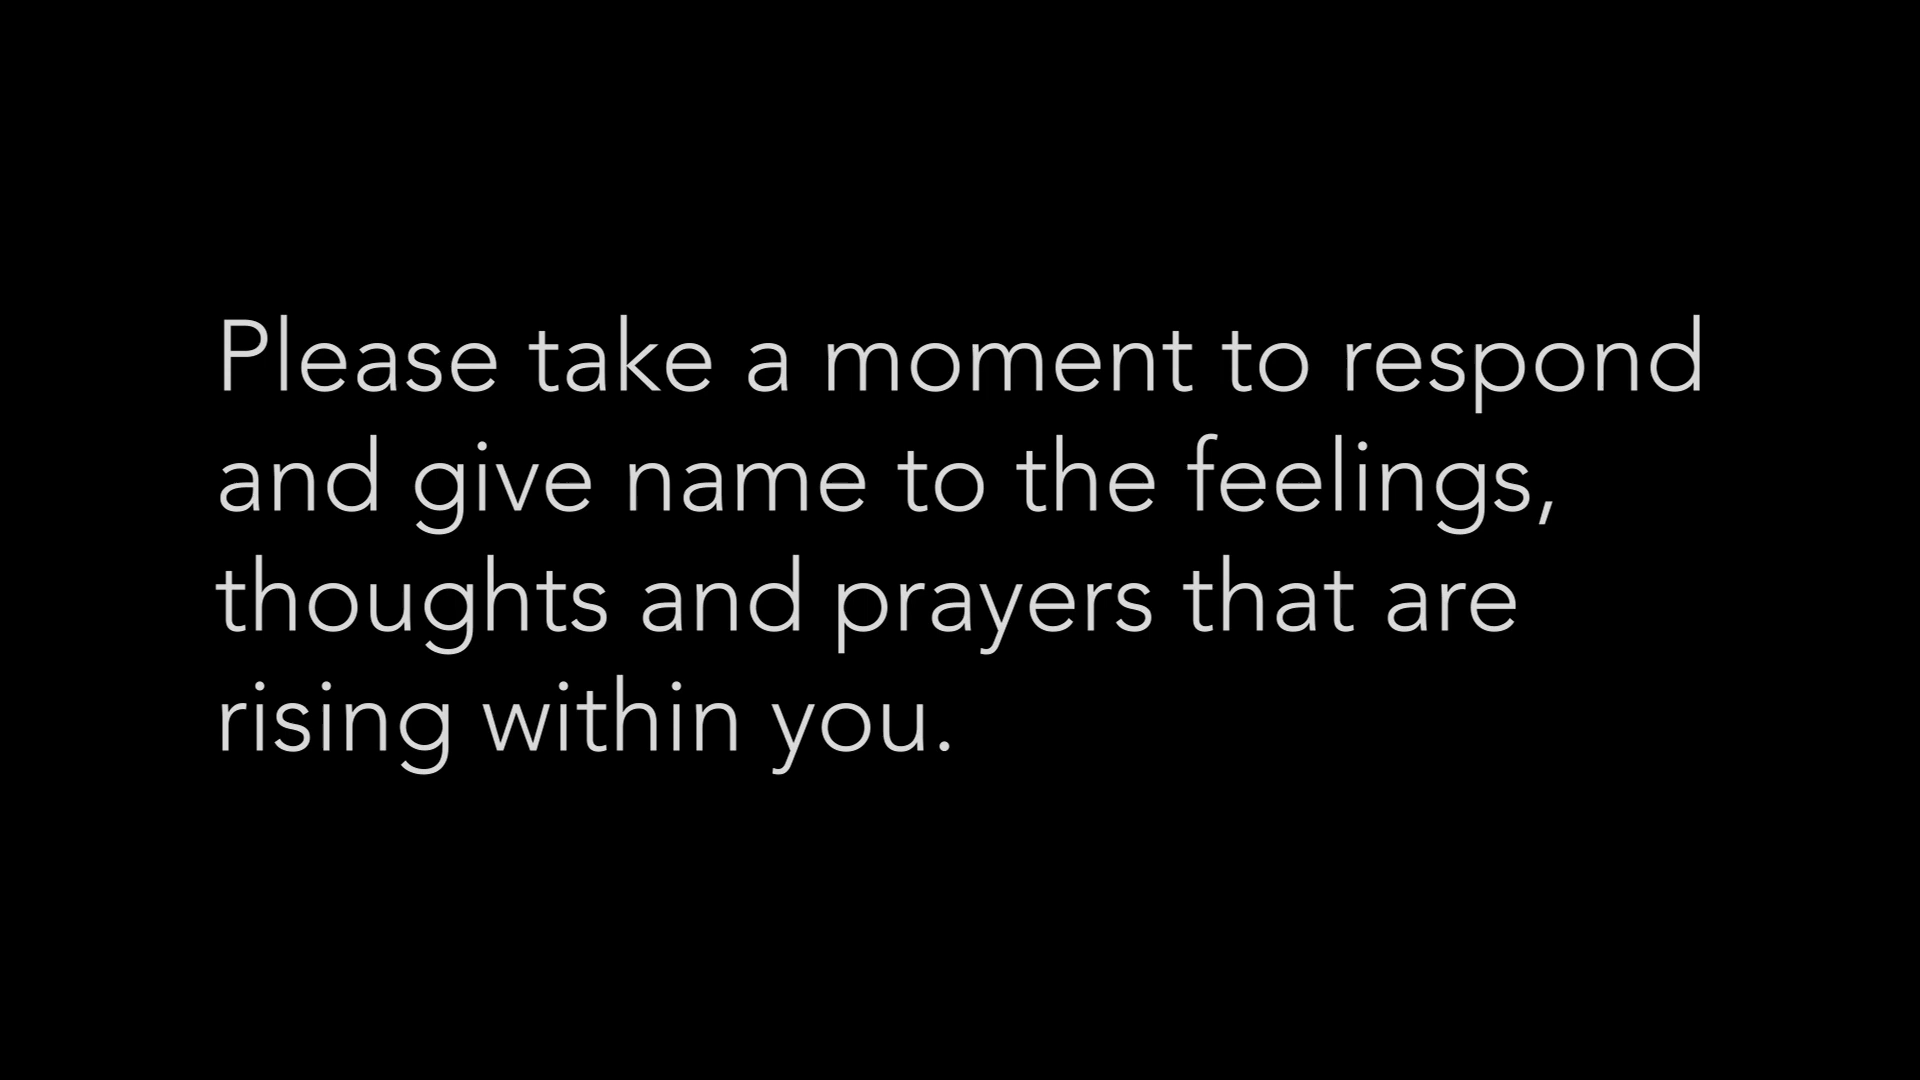 Please take a moment to respond
and give name to the feelings,
thoughts and prayers that are
rising within you.